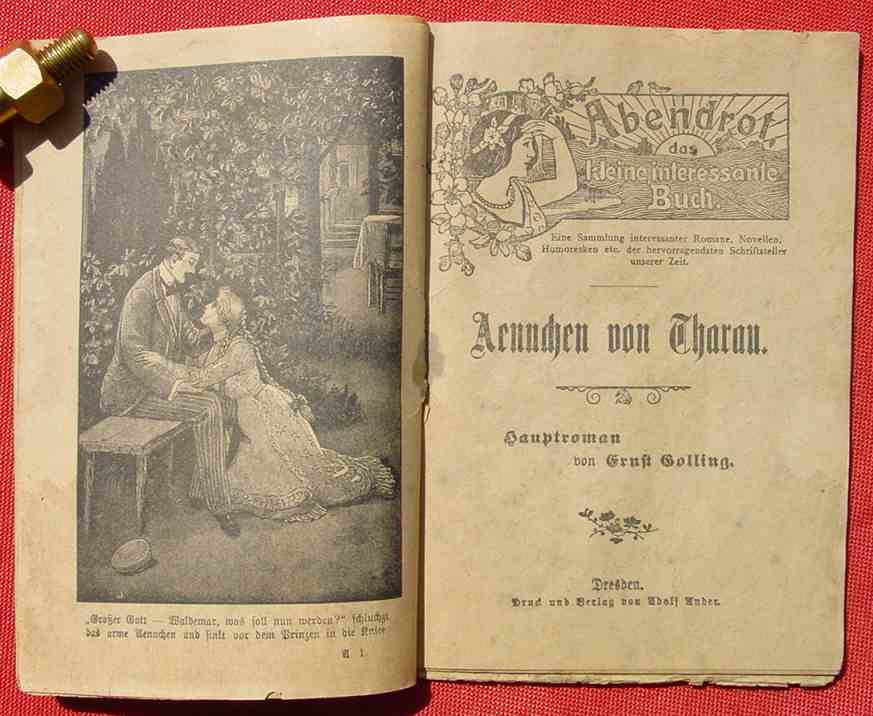 „Großer Gott — Waldemar, was soll nun werden?“ schluchzt
das arme Aennchen und sinkt vor dem Prinzen in die Kniee
A 1.
Abendrot,
das
kleine interessante
Buch.
Eine Sammlung interessanter Romane, Novellen,
Humoresken etc. der hervorragendsten Schriftsteller
unserer Zeit.
Aennchen von Tharau.
Hauptroman
von Ernst Golling.
Dresden.
Druck und Verlag von Adolf Ander.